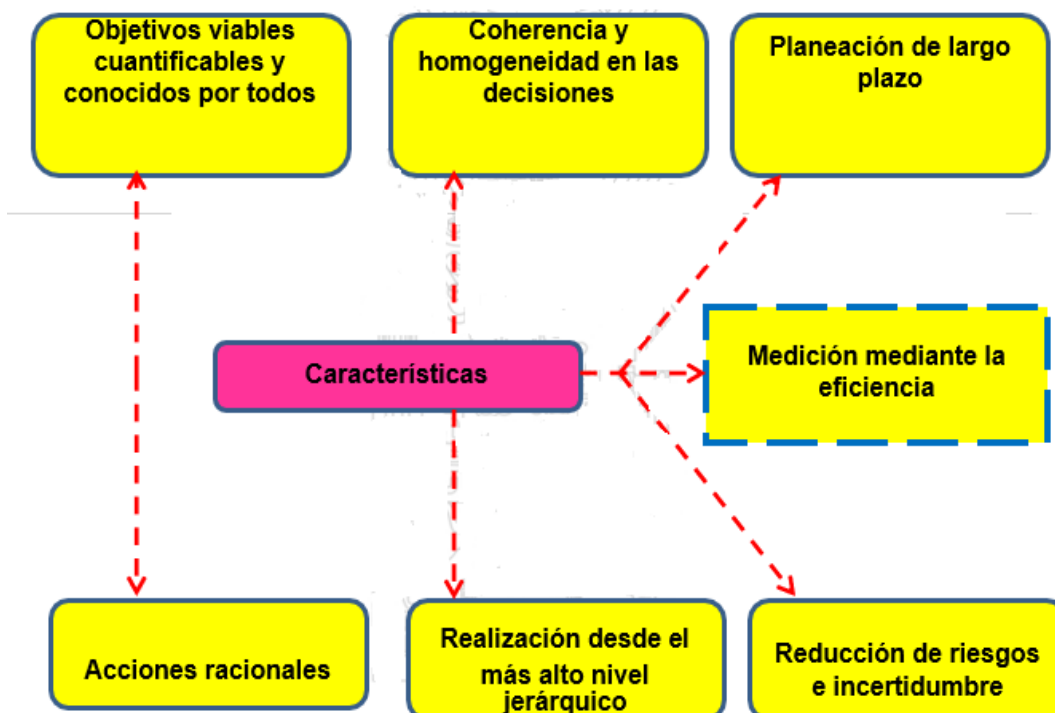 Objetivos viables
cuantificables y
conocidos por todos
Coherencia y
homogeneidad en las
decisiones
Planeación de largo
plazo
Características
Medición mediante la
eficiencia
Acciones racionales
Realización desde el
más alto nivel
jerárquico
Reducción de riesgos
e incertidumbre